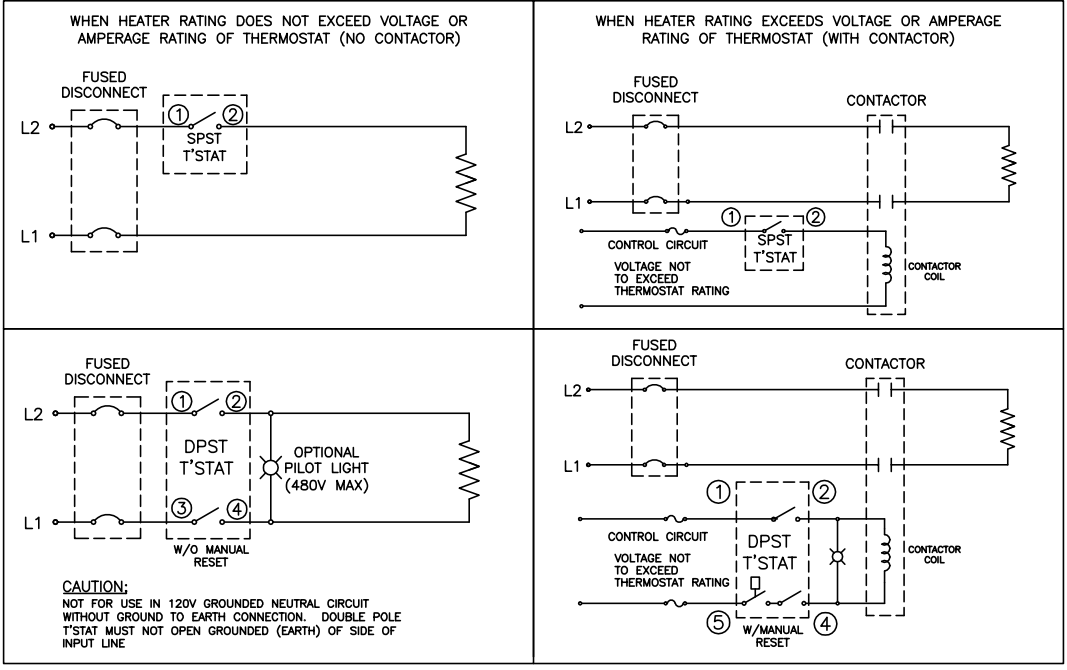 WHEN HEATER RATING DOES NOT EXCEED VOLTAGE OR
AMPERAGE RATING OF THERMOSTAT (NO CONTACTOR)
FUSED
DISCONNECT
L2
1
2
SPST
T'STAT
L1
WHEN HEATER RATING EXCEEDS VOLTAGE OR AMPERAGE
RATING OF THERMOSTAT (WITH CONTACTOR)
FUSED
DISCONNECT
CONTACTOR
L2
L1
1
2
CONTROL CIRCUIT
SPST
T'STAT
VOLTAGE NOT
TO EXCEED
THERMOSTAT RATING
CONTACTOR
COIL
FUSED
DISCONNECT
L2
1
2
DPST
T'STAT
OPTIONAL
PILOT LIGHT
(480V MAX)
L1
3
4
W/O MANUAL
RESET
CAUTION;
NOT FOR USE IN 120V GROUNDED NEUTRAL CIRCUIT
WITHOUT GROUND TO EARTH CONNECTION. DOUBLE POLE
T'STAT MUST NOT OPEN GROUNDED (EARTH) OF SIDE OF
INPUT LINE
FUSED
DISCONNECT
CONTACTOR
L2
L1
1
2
CONTROL CIRCUIT
DPST
T'STAT
VOLTAGE NOT
TO EXCEED
THERMOSTAT RATING
CONTACTOR
COIL
5
4
W/MANUAL
RESET